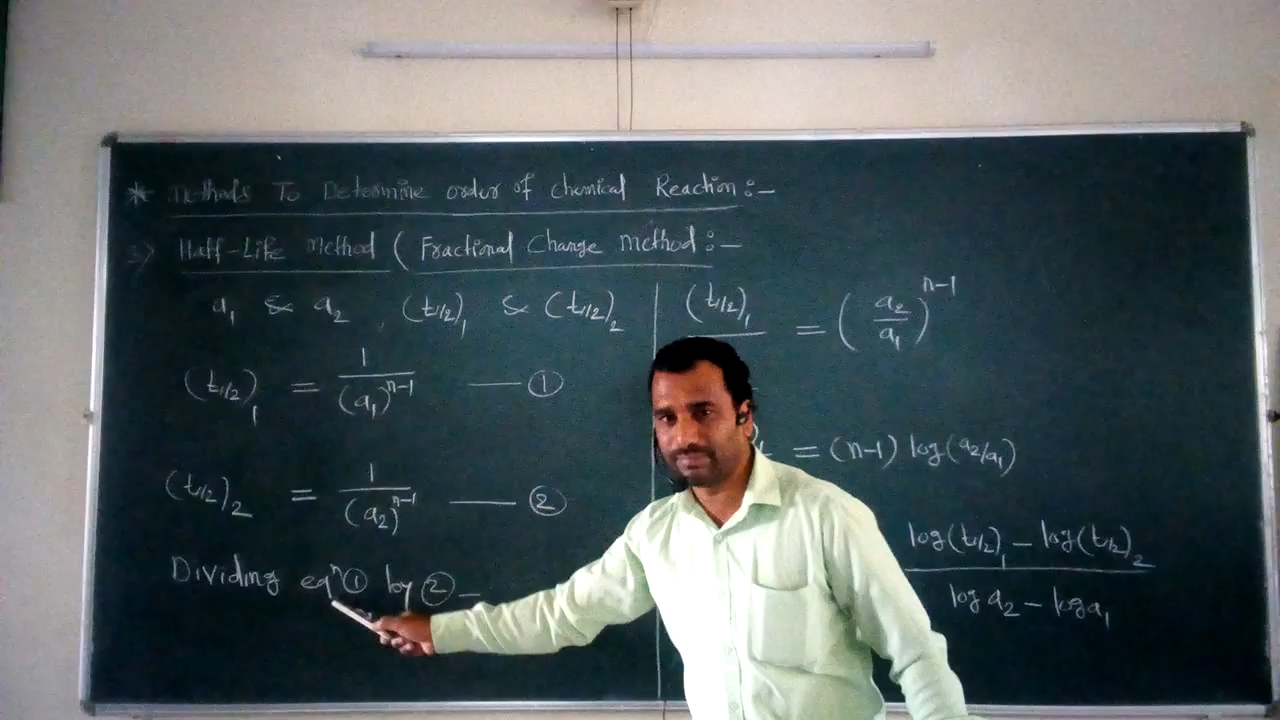 * Methods To Determine order of Chemical Reaction :-
3) Half-Life Method ( Fractional Change Method :-
a₁ & a₂ , (t₁/₂)₁ & (t₁/₂)₂
(t₁/₂)₁ = 1/(a₁)ⁿ⁻¹ —— ①
(t₁/₂)₂ = 1/(a₂)ⁿ⁻¹ —— ②
Dividing eqⁿ ① by ② –
(t₁/₂)₁ = (a₂/a₁)ⁿ⁻¹
= (n-1) log(a₂/a₁)
log(t₁/₂)₁ - log(t₁/₂)₂
log a₂ - log a₁